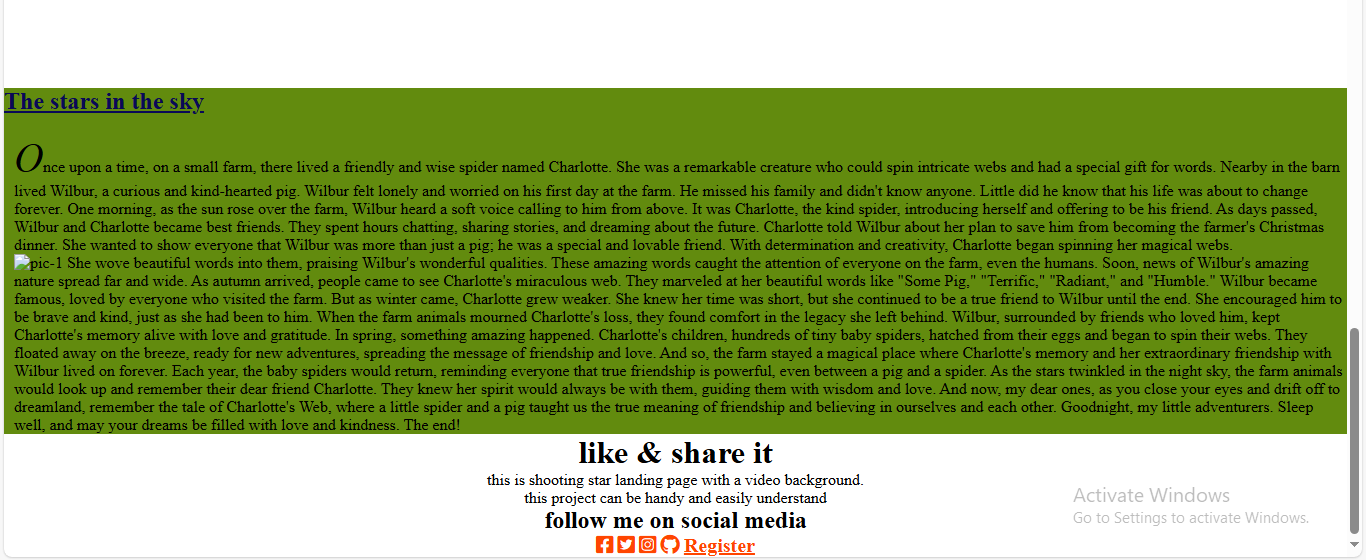 The stars in the sky
Once upon a time, on a small farm, there lived a friendly and wise spider named Charlotte. She was a remarkable creature who could spin intricate webs and had a special gift for words. Nearby in the barn
lived Wilbur, a curious and kind-hearted pig. Wilbur felt lonely and worried on his first day at the farm. He missed his family and didn't know anyone. Little did he know that his life was about to change
forever. One morning, as the sun rose over the farm, Wilbur heard a soft voice calling to him from above. It was Charlotte, the kind spider, introducing herself and offering to be his friend. As days passed,
Wilbur and Charlotte became best friends. They spent hours chatting, sharing stories, and dreaming about the future. Charlotte told Wilbur about her plan to save him from becoming the farmer's Christmas
dinner. She wanted to show everyone that Wilbur was more than just a pig; he was a special and lovable friend. With determination and creativity, Charlotte began spinning her magical webs.
pic-1 She wove beautiful words into them, praising Wilbur's wonderful qualities. These amazing words caught the attention of everyone on the farm, even the humans. Soon, news of Wilbur's amazing
nature spread far and wide. As autumn arrived, people came to see Charlotte's miraculous web. They marveled at her beautiful words like "Some Pig," "Terrific," "Radiant," and "Humble." Wilbur became
famous, loved by everyone who visited the farm. But as winter came, Charlotte grew weaker. She knew her time was short, but she continued to be a true friend to Wilbur until the end. She encouraged him to
be brave and kind, just as she had been to him. When the farm animals mourned Charlotte's loss, they found comfort in the legacy she left behind. Wilbur, surrounded by friends who loved him, kept
Charlotte's memory alive with love and gratitude. In spring, something amazing happened. Charlotte's children, hundreds of tiny baby spiders, hatched from their eggs and began to spin their webs. They
floated away on the breeze, ready for new adventures, spreading the message of friendship and love. And so, the farm stayed a magical place where Charlotte's memory and her extraordinary friendship with
Wilbur lived on forever. Each year, the baby spiders would return, reminding everyone that true friendship is powerful, even between a pig and a spider. As the stars twinkled in the night sky, the farm animals
would look up and remember their dear friend Charlotte. They knew her spirit would always be with them, guiding them with wisdom and love. And now, my dear ones, as you close your eyes and drift off to
dreamland, remember the tale of Charlotte's Web, where a little spider and a pig taught us the true meaning of friendship and believing in ourselves and each other. Goodnight, my little adventurers. Sleep
well, and may your dreams be filled with love and kindness. The end!
like & share it
this is shooting star landing page with a video background.
this project can be handy and easily understand
follow me on social media
Register
Activate Windows
Go to Settings to activate Windows.